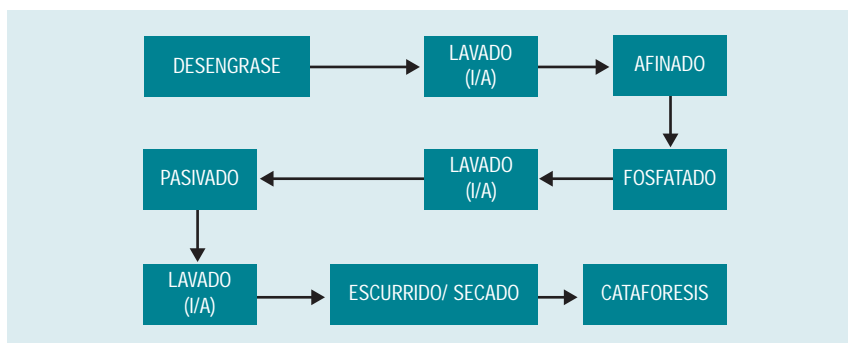 DESENGRASE
LAVADO
(I/A)
AFINADO
FOSFATADO
LAVADO
(I/A)
PASIVADO
LAVADO
(I/A)
ESCURRIDO/ SECADO
CATAFORESIS